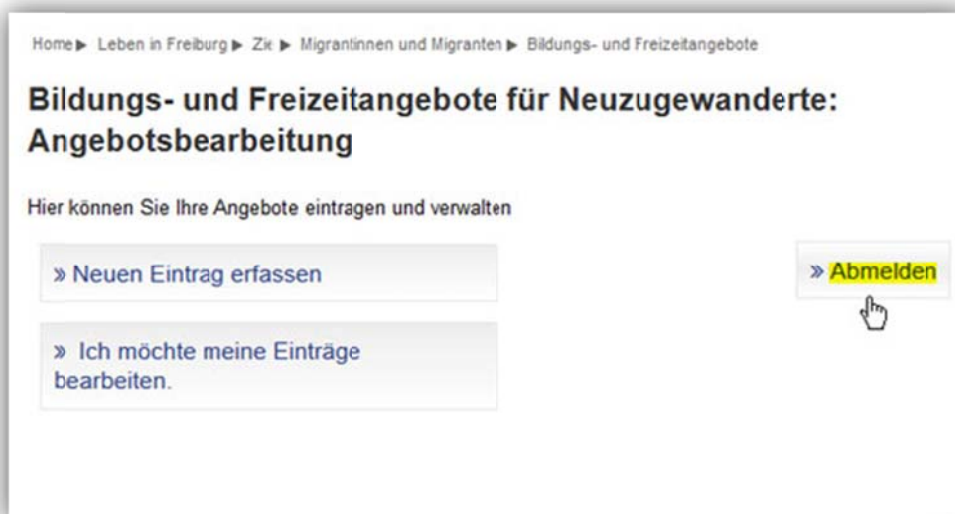 Home▶ Leben in Freiburg▶ Zie ▶ Migrantinnen und Migranten▶ Bildungs- und Freizeitangebote
Bildungs- und Freizeitangebote für Neuzugewanderte:
Angebotsbearbeitung
Hier können Sie Ihre Angebote eintragen und verwalten
» Neuen Eintrag erfassen
» Abmelden
» Ich möchte meine Einträge
bearbeiten.